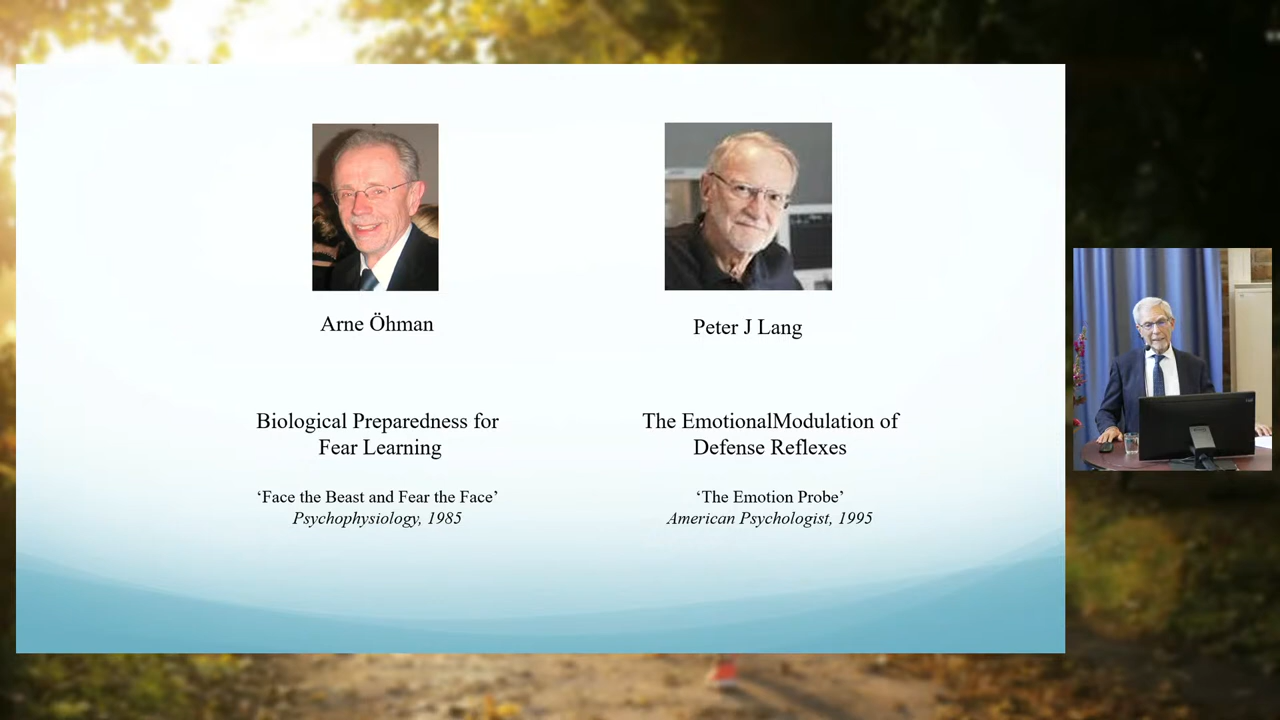 Arne Öhman
Peter J Lang
Biological Preparedness for
Fear Learning
‘Face the Beast and Fear the Face’
Psychophysiology, 1985
The EmotionalModulation of
Defense Reflexes
‘The Emotion Probe’
American Psychologist, 1995